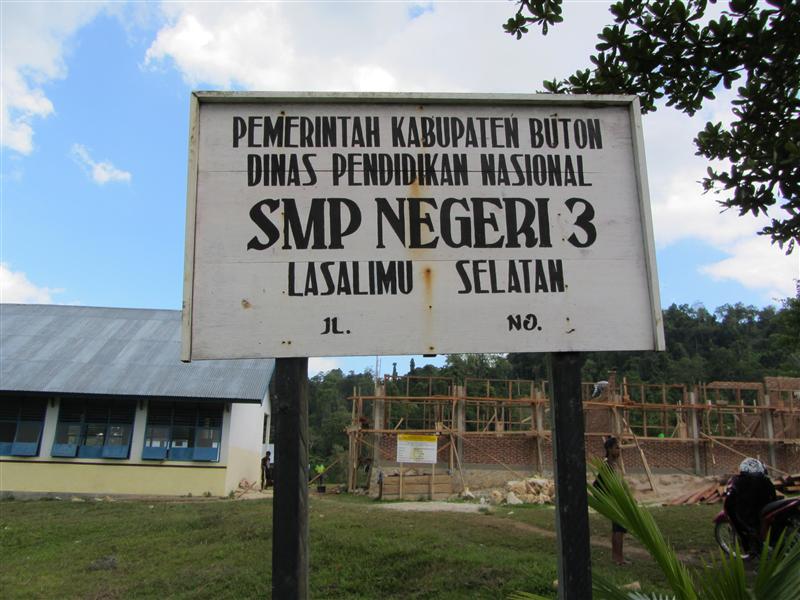 PEMERINTAH KABUPATEN BUTON
DINAS PENDIDIKAN NASIONAL
SMP NEGERI 3
LASALIMU SELATAN
JL. NO.